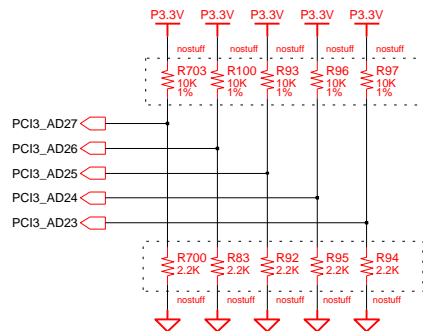 P3.3V P3.3V P3.3V P3.3V P3.3V
nostuff nostuff nostuff nostuff nostuff
R703 R100 R93 R96 R97
10K 10K 10K 10K 10K
1% 1% 1% 1% 1%
PCI3_AD27
PCI3_AD26
PCI3_AD25
PCI3_AD24
PCI3_AD23
R700 R83 R92 R95 R94
2.2K 2.2K 2.2K 2.2K 2.2K
nostuff nostuff nostuff nostuff nostuff